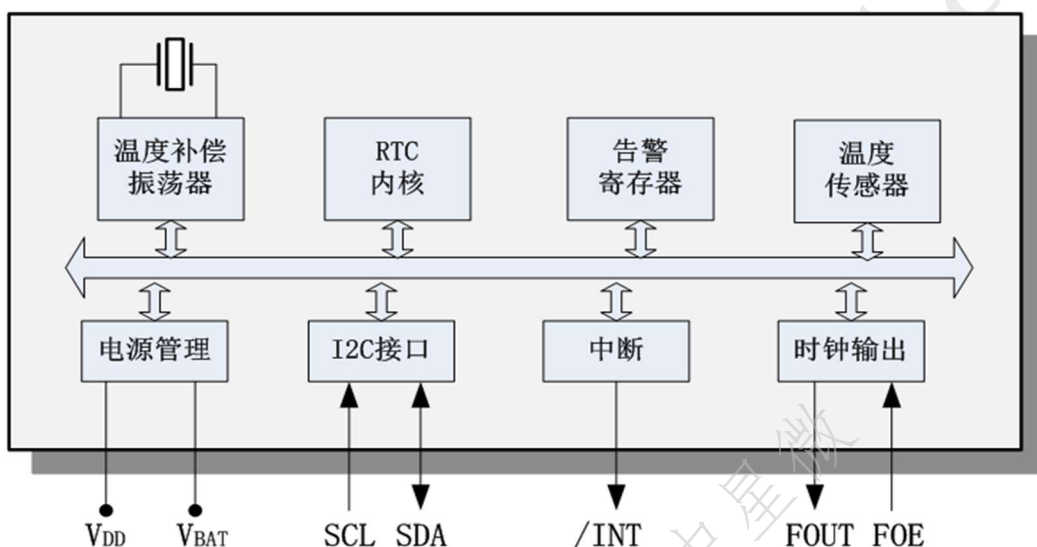 温度补偿
振荡器
RTC
内核
告警
寄存器
温度
传感器
电源管理
I2C接口
中断
时钟输出
VDD
VBAT
SCL
SDA
/INT
FOUT
FOE
星微